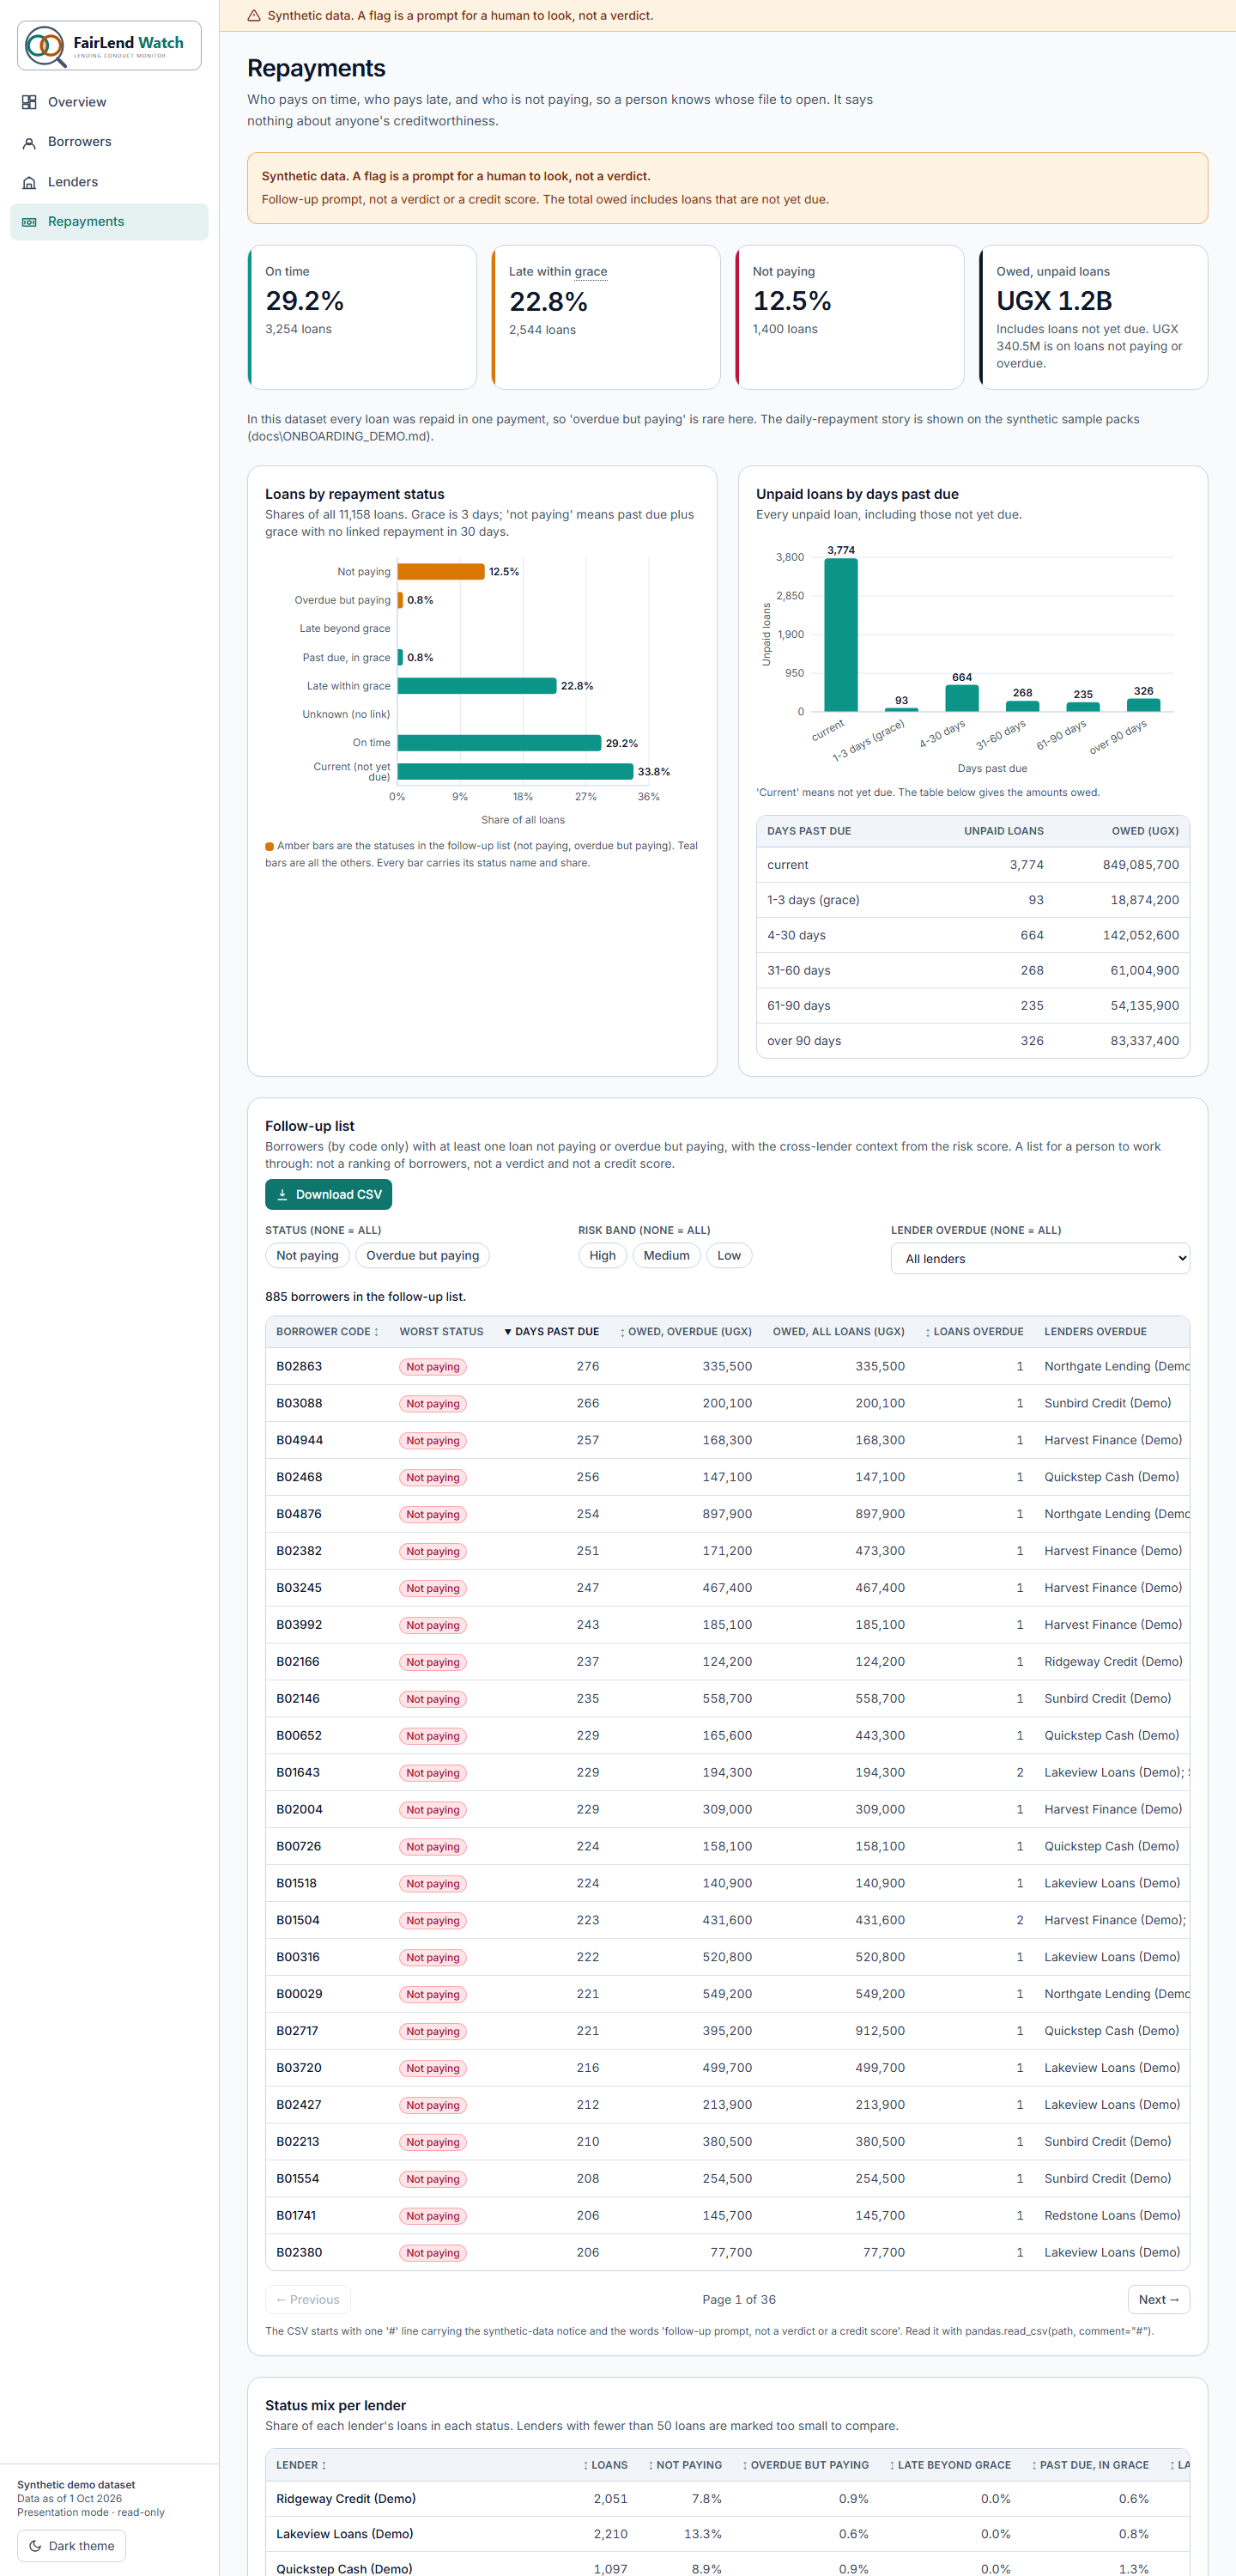 FairLend Watch
LENDING CONDUCT MONITOR
Overview
Borrowers
Lenders
Repayments
Synthetic data. A flag is a prompt for a human to look, not a verdict.
Repayments
Who pays on time, who pays late, and who is not paying, so a person knows whose file to open. It says
nothing about anyone's creditworthiness.
Synthetic data. A flag is a prompt for a human to look, not a verdict.
Follow-up prompt, not a verdict or a credit score. The total owed includes loans that are not yet due.
On time
29.2%
3,254 loans
Late within grace
22.8%
2,544 loans
Not paying
12.5%
1,400 loans
Owed, unpaid loans
UGX 1.2B
Includes loans not yet due. UGX
340.5M is on loans not paying or
overdue.
In this dataset every loan was repaid in one payment, so 'overdue but paying' is rare here. The daily-repayment story is shown on the synthetic sample packs
(docs\ONBOARDING_DEMO.md).
Loans by repayment status
Shares of all 11,158 loans. Grace is 3 days; 'not paying' means past due plus
grace with no linked repayment in 30 days.
Not paying 12.5%
Overdue but paying 0.8%
Late beyond grace
Past due, in grace 0.8%
Late within grace 22.8%
Unknown (no link)
On time 29.2%
Current (not yet
due) 33.8%
0% 9% 18% 27% 36%
Share of all loans
Amber bars are the statuses in the follow-up list (not paying, overdue but paying). Teal
bars are all the others. Every bar carries its status name and share.
Unpaid loans by days past due
Every unpaid loan, including those not yet due.
3,800
2,850
1,900
950
0
Unpaid loans
3,774 93 664 268 235 326
current 1-3 days (grace) 4-30 days 31-60 days 61-90 days over 90 days
Days past due
'Current' means not yet due. The table below gives the amounts owed.
DAYS PAST DUE UNPAID LOANS OWED (UGX)
current 3,774 849,085,700
1-3 days (grace) 93 18,874,200
4-30 days 664 142,052,600
31-60 days 268 61,004,900
61-90 days 235 54,135,900
over 90 days 326 83,337,400
Follow-up list
Borrowers (by code only) with at least one loan not paying or overdue but paying, with the cross-lender context from the risk score. A list for a person to work
through: not a ranking of borrowers, not a verdict and not a credit score.
Download CSV
STATUS (NONE = ALL) RISK BAND (NONE = ALL) LENDER OVERDUE (NONE = ALL)
Not paying Overdue but paying High Medium Low All lenders
885 borrowers in the follow-up list.
BORROWER CODE ↕ WORST STATUS ▼ DAYS PAST DUE ↕ OWED, OVERDUE (UGX) OWED, ALL LOANS (UGX) ↕ LOANS OVERDUE LENDERS OVERDUE
B02863 Not paying 276 335,500 335,500 1 Northgate Lending (Demo
B03088 Not paying 266 200,100 200,100 1 Sunbird Credit (Demo)
B04944 Not paying 257 168,300 168,300 1 Harvest Finance (Demo)
B02468 Not paying 256 147,100 147,100 1 Quickstep Cash (Demo)
B04876 Not paying 254 897,900 897,900 1 Northgate Lending (Demo
B02382 Not paying 251 171,200 473,300 1 Harvest Finance (Demo)
B03245 Not paying 247 467,400 467,400 1 Harvest Finance (Demo)
B03992 Not paying 243 185,100 185,100 1 Harvest Finance (Demo)
B02166 Not paying 237 124,200 124,200 1 Ridgeway Credit (Demo)
B02146 Not paying 235 558,700 558,700 1 Sunbird Credit (Demo)
B00652 Not paying 229 165,600 443,300 1 Quickstep Cash (Demo)
B01643 Not paying 229 194,300 194,300 2 Lakeview Loans (Demo);
B02004 Not paying 229 309,000 309,000 1 Harvest Finance (Demo)
B00726 Not paying 224 158,100 158,100 1 Quickstep Cash (Demo)
B01518 Not paying 224 140,900 140,900 1 Lakeview Loans (Demo)
B01504 Not paying 223 431,600 431,600 2 Harvest Finance (Demo);
B00316 Not paying 222 520,800 520,800 1 Lakeview Loans (Demo)
B00029 Not paying 221 549,200 549,200 1 Northgate Lending (Demo
B02717 Not paying 221 395,200 912,500 1 Quickstep Cash (Demo)
B03720 Not paying 216 499,700 499,700 1 Lakeview Loans (Demo)
B02427 Not paying 212 213,900 213,900 1 Lakeview Loans (Demo)
B02213 Not paying 210 380,500 380,500 1 Sunbird Credit (Demo)
B01554 Not paying 208 254,500 254,500 1 Sunbird Credit (Demo)
B01741 Not paying 206 145,700 145,700 1 Redstone Loans (Demo)
B02380 Not paying 206 77,700 77,700 1 Lakeview Loans (Demo)
← Previous Page 1 of 36 Next →
The CSV starts with one '#' line carrying the synthetic-data notice and the words 'follow-up prompt, not a verdict or a credit score'. Read it with pandas.read_csv(path, comment="#").
Status mix per lender
Share of each lender's loans in each status. Lenders with fewer than 50 loans are marked too small to compare.
LENDER ↕ ↕ LOANS ↕ NOT PAYING ↕ OVERDUE BUT PAYING ↕ LATE BEYOND GRACE ↕ PAST DUE, IN GRACE ↕ LA
Ridgeway Credit (Demo) 2,051 7.8% 0.9% 0.0% 0.6%
Lakeview Loans (Demo) 2,210 13.3% 0.6% 0.0% 0.8%
Quickstep Cash (Demo) 1,097 8.9% 0.9% 0.0% 1.3%
Synthetic demo dataset
Data as of 1 Oct 2026
Presentation mode · read-only
Dark theme